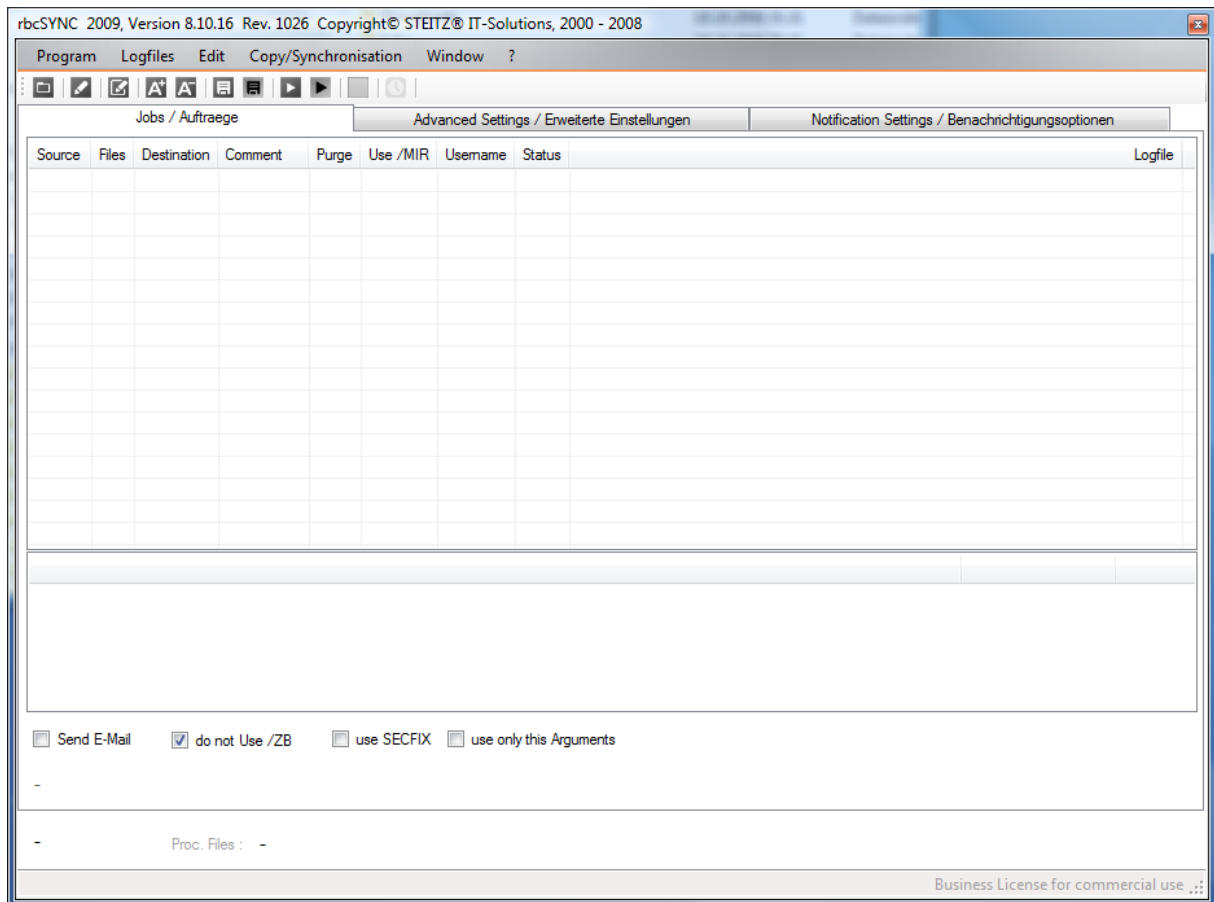 rbcSYNC 2009, Version 8.10.16 Rev. 1026 Copyright© STEITZ® IT-Solutions, 2000 - 2008
Program Logfiles Edit Copy/Synchronisation Window ?
A+ A-
Jobs / Auftraege Advanced Settings / Erweiterte Einstellungen Notification Settings / Benachrichtigungsoptionen
Source Files Destination Comment Purge Use /MIR Username Status Logfile
Send E-Mail do not Use /ZB use SECFIX use only this Arguments
-
- Proc. Files : -
Business License for commercial use